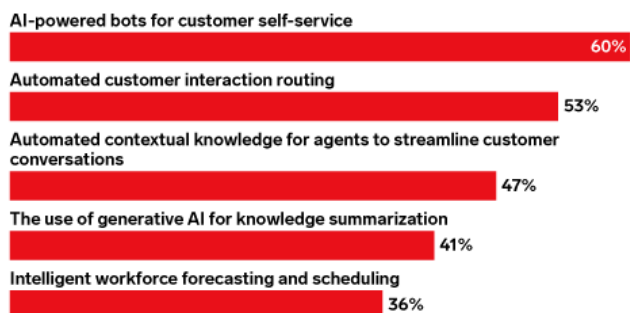 AI-powered bots for customer self-service
60%
Automated customer interaction routing
53%
Automated contextual knowledge for agents to streamline customer
conversations
47%
The use of generative AI for knowledge summarization
41%
Intelligent workforce forecasting and scheduling
36%